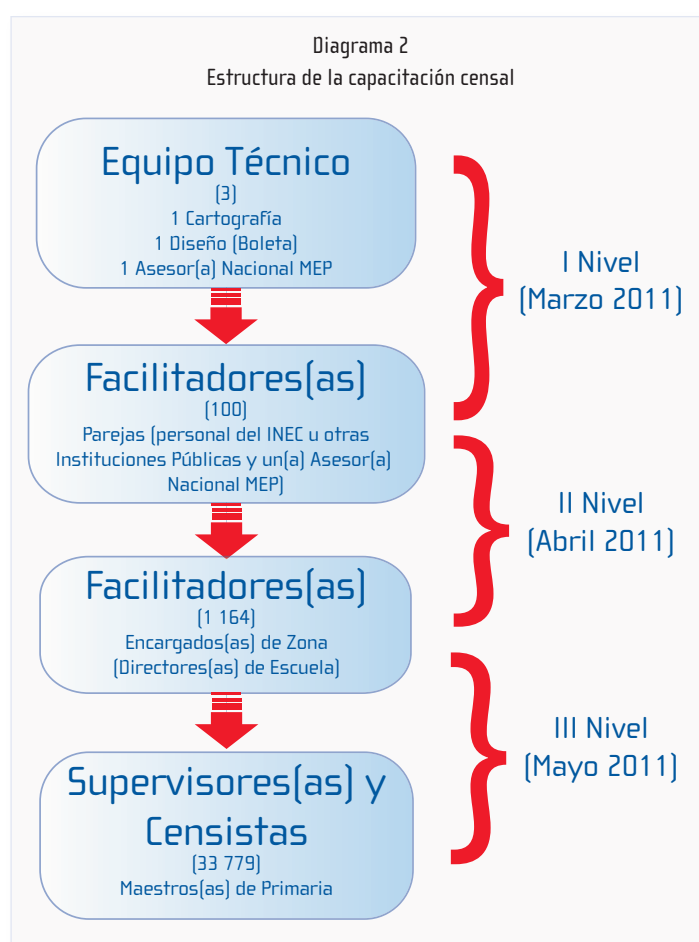 Diagrama 2
Estructura de la capacitación censal
Equipo Técnico
(3)
1 Cartografía
1 Diseño (Boleta)
1 Asesor(a) Nacional MEP
I Nivel
(Marzo 2011)
Facilitadores(as)
(100)
Parejas (personal del INEC u otras
Instituciones Públicas y un(a) Asesor(a)
Nacional MEP)
II Nivel
(Abril 2011)
Facilitadores(as)
(1 164)
Encargados(as) de Zona
(Directores(as) de Escuela)
III Nivel
(Mayo 2011)
Supervisores(as) y
Censistas
(33 779)
Maestros(as) de Primaria